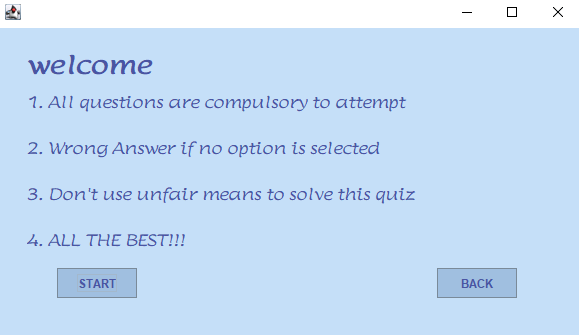 welcome
1. All questions are compulsory to attempt
2. Wrong Answer if no option is selected
3. Don't use unfair means to solve this quiz
4. ALL THE BEST!!!
START BACK